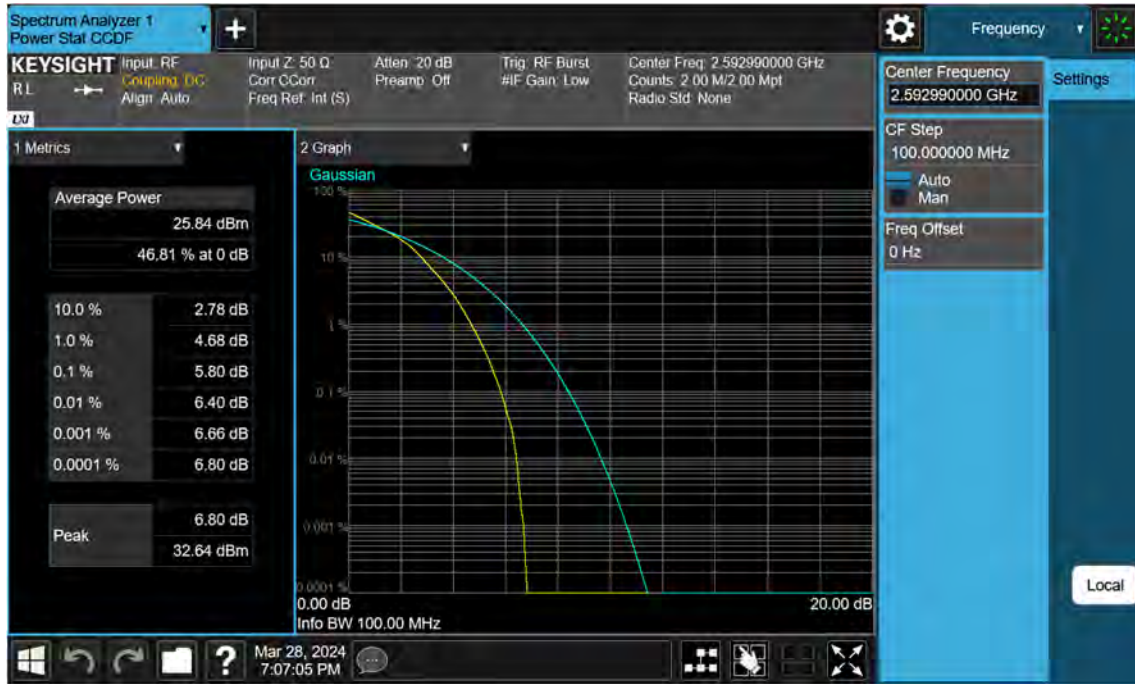 Spectrum Analyzer 1
Power Stat CCDF
+
Frequency
KEYSIGHT
RL
LXI
Input: RF
Coupling: DC
Align: Auto
Input Z: 50 Ω
Corr CCorr
Freq Ref: Int (S)
Atten: 20 dB
Preamp: Off
Trig: RF Burst
#IF Gain: Low
Center Freq: 2.592990000 GHz
Counts: 2.00 M/2.00 Mpt
Radio Std: None
Center Frequency
2.592990000 GHz
Settings
CF Step
100.000000 MHz
Auto
Man
Freq Offset
0 Hz
1 Metrics
Average Power
25.84 dBm
46.81 % at 0 dB
10.0 % 2.78 dB
1.0 % 4.68 dB
0.1 % 5.80 dB
0.01 % 6.40 dB
0.001 % 6.66 dB
0.0001 % 6.80 dB
Peak
6.80 dB
32.64 dBm
2 Graph
Gaussian
100 %
10 %
1 %
0.1 %
0.01 %
0.001 %
0.0001 %
0.00 dB 20.00 dB
Info BW 100.00 MHz
Local
?
Mar 28, 2024
7:07:05 PM